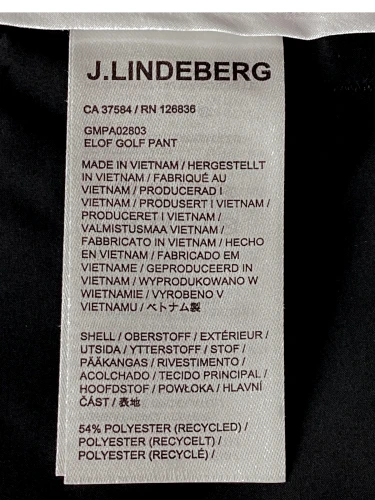 J.LINDEBERG
CA 37584 / RN 126836
GMPA02803
ELOF GOLF PANT
MADE IN VIETNAM / HERGESTELLT
IN VIETNAM / FABRIQUÉ AU
VIETNAM / PRODUCERAD I
VIETNAM / PRODUSERT I VIETNAM /
PRODUCERET I VIETNAM /
VALMISTUSMAA VIETNAM /
FABBRICATO IN VIETNAM / HECHO
EN VIETNAM / FABRICADO EM
VIETNAME / GEPRODUCEERD IN
VIETNAM / WYPRODUKOWANO W
WIETNAMIE / VYROBENO V
VIETNAMU / ベトナム製
SHELL / OBERSTOFF / EXTÉRIEUR /
UTSIDA / YTTERSTOFF / STOF /
PÄÄKANGAS / RIVESTIMENTO /
ACOLCHADO / TECIDO PRINCIPAL /
HOOFDSTOF / POWŁOKA / HLAVNÍ
ČÁST / 表地
54% POLYESTER (RECYCLED) /
POLYESTER (RECYCELT) /
POLYESTER (RECYCLÉ) /